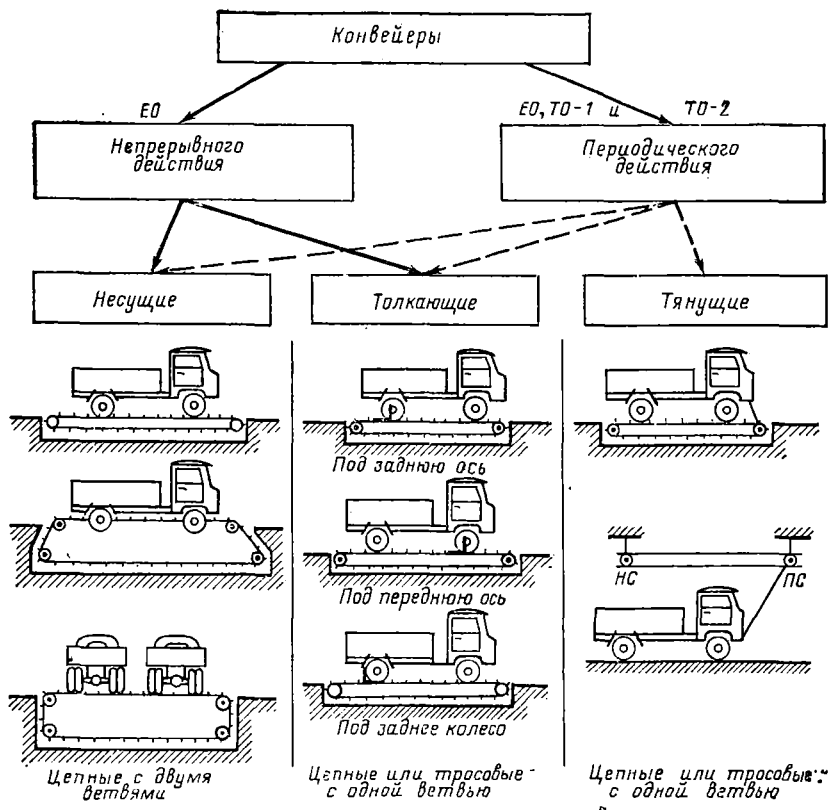 Конвейеры
ЕО
ЕО, ТО-1 и ТО-2
Непрерывного
действия
Периодического
действия
Несущие
Толкающие
Тянущие
Под заднюю ось
Под переднюю ось
Под заднее колесо
НС
ПС
Цепные с двумя
ветвями
Цепные или тросовые
с одной ветвью
Цепные или тросовые
с одной ветвью